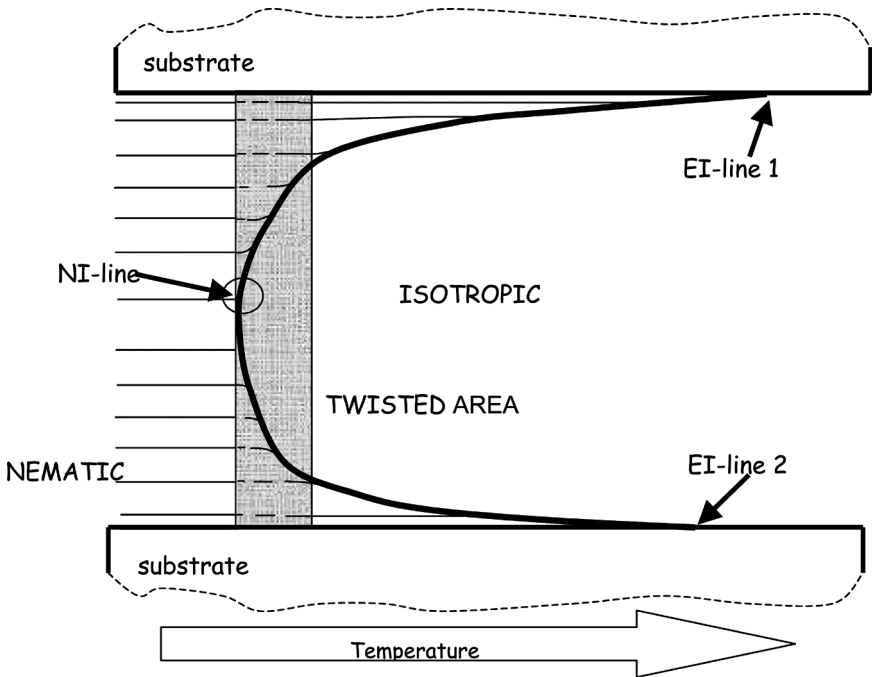 substrate
EI-line 1
NI-line
ISOTROPIC
TWISTED AREA
NEMATIC
EI-line 2
substrate
Temperature